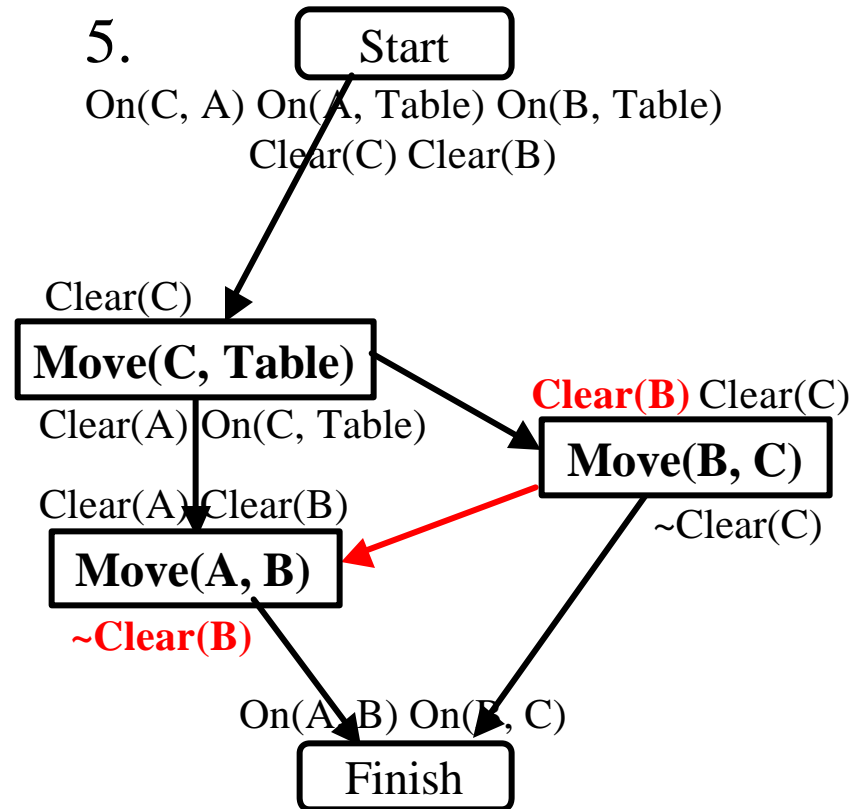 5.
Start
On(C, A) On(A, Table) On(B, Table)
Clear(C) Clear(B)
Clear(C)
Move(C, Table)
Clear(B) Clear(C)
Clear(A) On(C, Table)
Move(B, C)
Clear(A) Clear(B)
~Clear(C)
Move(A, B)
~Clear(B)
On(A, B) On(B, C)
Finish